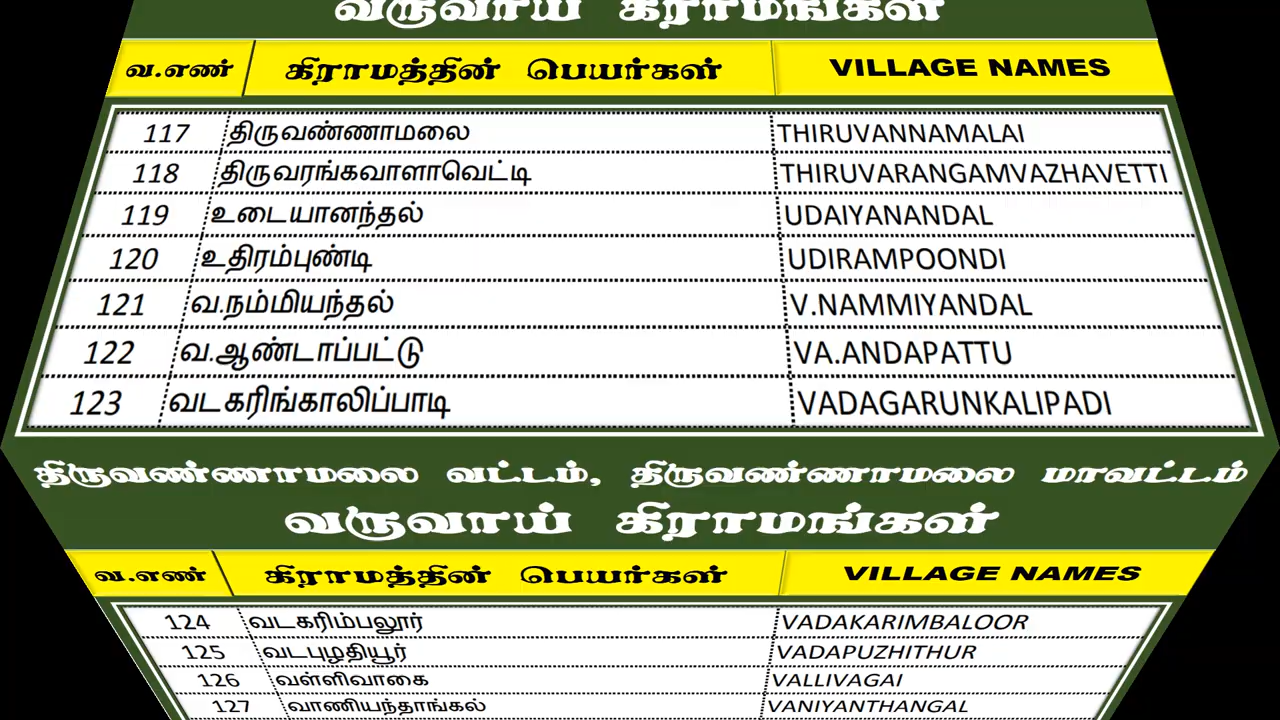 வருவாய் கிராமங்கள்
வ.எண் கிராமத்தின் பெயர்கள் VILLAGE NAMES
117 திருவண்ணாமலை THIRUVANNAMALAI
118 திருவரங்கவாளாவெட்டி THIRUVARANGAMVAZHAVETTI
119 உடையானந்தல் UDAIYANANDAL
120 உதிரம்புண்டி UDIRAMPOONDI
121 வ.நம்மியந்தல் V.NAMMIYANDAL
122 வ.ஆண்டாப்பட்டு VA.ANDAPATTU
123 வடகரிங்காலிப்பாடி VADAGARUNKALIPADI
திருவண்ணாமலை வட்டம், திருவண்ணாமலை மாவட்டம்
வருவாய் கிராமங்கள்
வ.எண் கிராமத்தின் பெயர்கள் VILLAGE NAMES
124 வடகரிம்பலூர் VADAKARIMBALOOR
125 வடபுழதியூர் VADAPUZHITHUR
126 வள்ளிவாகை VALLIVAGAI
127 வாணியந்தாங்கல் VANIYANTHANGAL